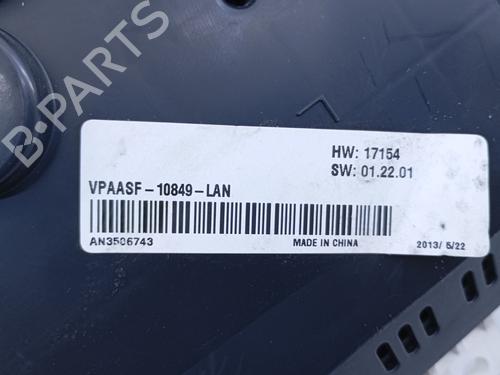 B-PARTS
HW: 17154
SW: 01.22.01
VPAASF-10849-LAN
AN3506743
MADE IN CHINA
2013/ 5/22